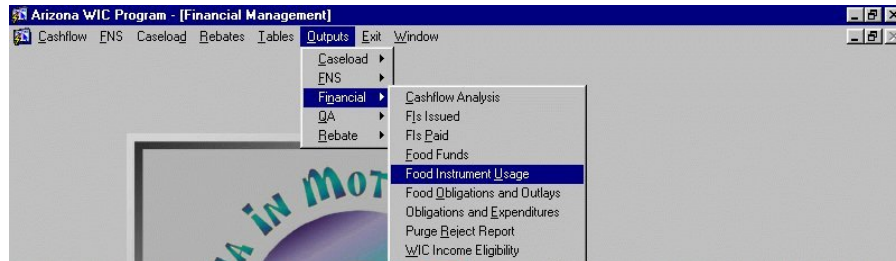 Arizona WIC Program - [Financial Management]
Cashflow FNS Caseload Rebates Tables Outputs Exit Window
Caseload
FNS
Financial
QA
Rebate
Cashflow Analysis
FIs Issued
FIs Paid
Food Funds
Food Instrument Usage
Food Obligations and Outlays
Obligations and Expenditures
Purge Reject Report
WIC Income Eligibility
IN